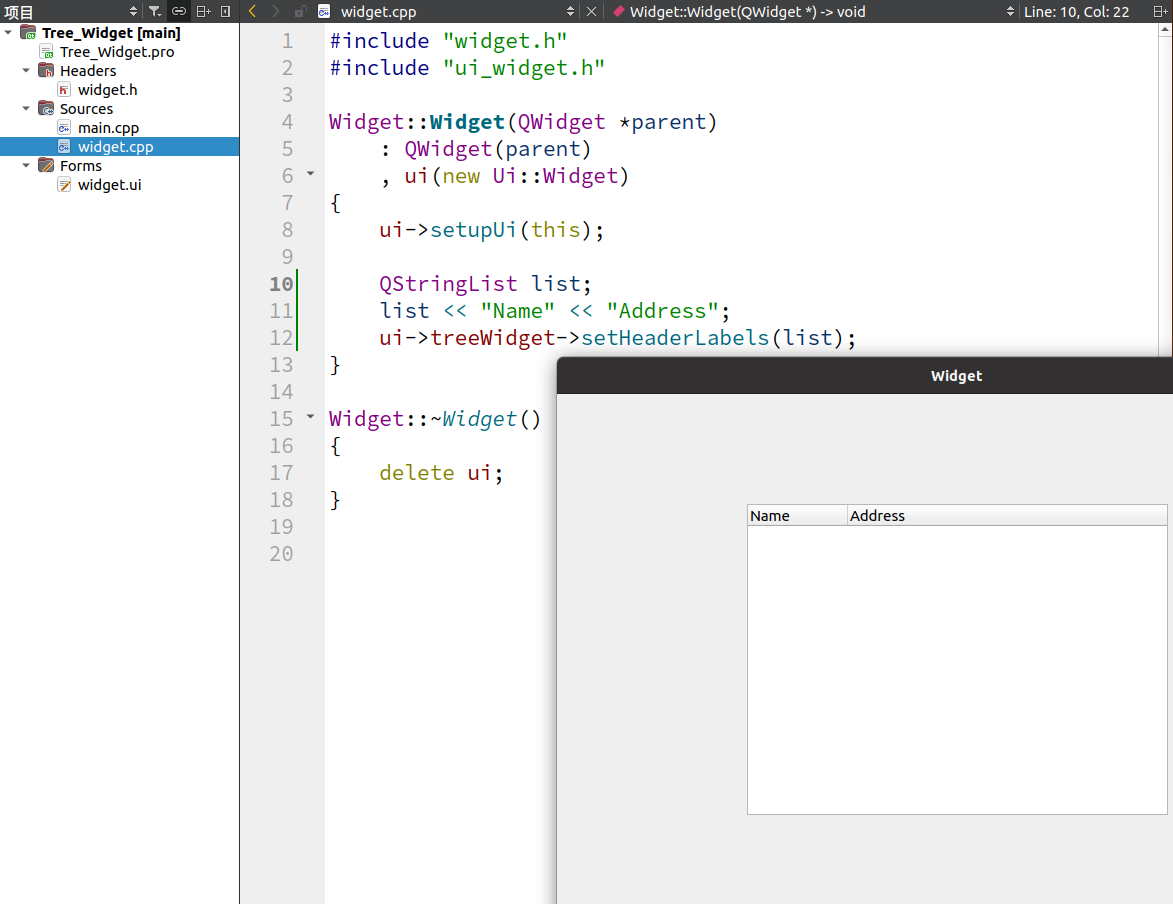 项目
widget.cpp
Widget::Widget(QWidget *) -> void
Line: 10, Col: 22
Tree_Widget [main]
Tree_Widget.pro
Headers
widget.h
Sources
main.cpp
widget.cpp
Forms
widget.ui
1 #include "widget.h"
2 #include "ui_widget.h"
3
4 Widget::Widget(QWidget *parent)
5     : QWidget(parent)
6     , ui(new Ui::Widget)
7 {
8     ui->setupUi(this);
9
10     QStringList list;
11     list << "Name" << "Address";
12     ui->treeWidget->setHeaderLabels(list);
13 }
14
15 Widget::~Widget()
16 {
17     delete ui;
18 }
19
20
Widget
Name Address